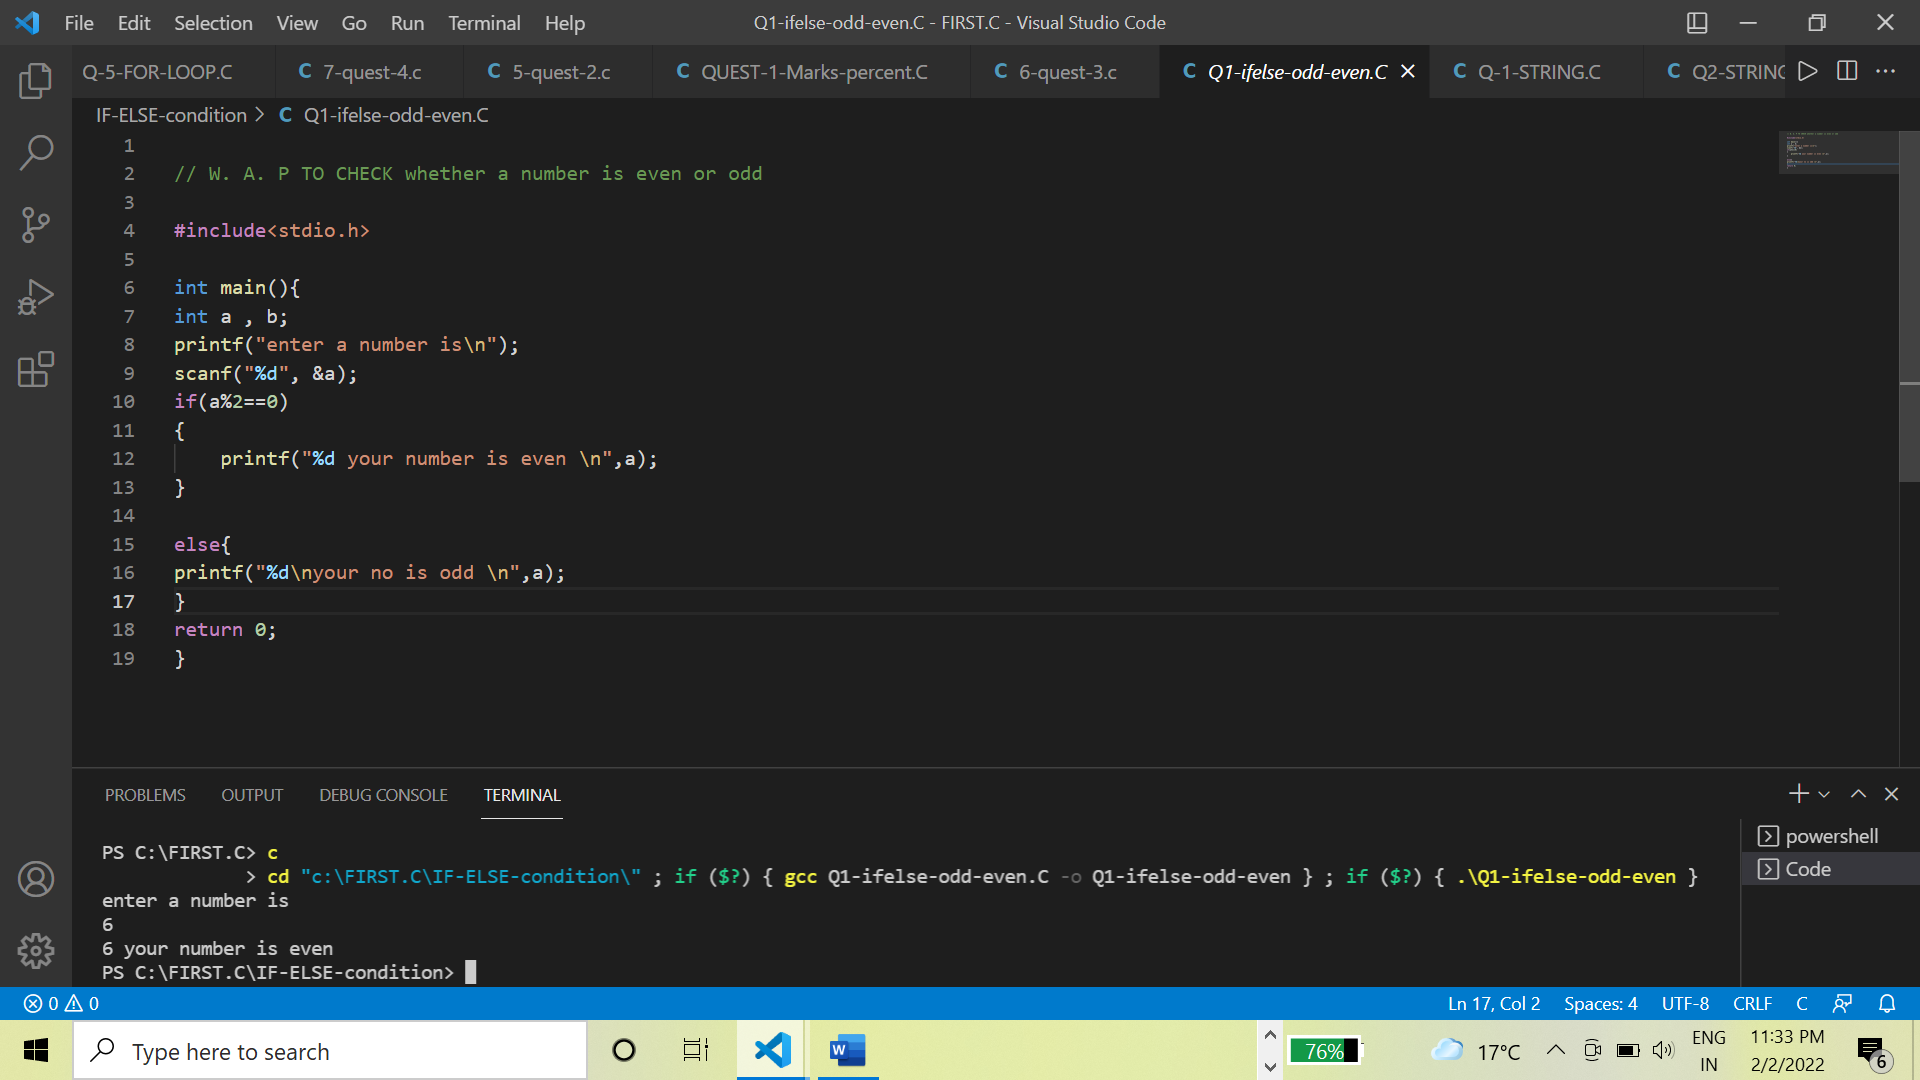 File Edit Selection View Go Run Terminal Help Q1-ifelse-odd-even.C - FIRST.C - Visual Studio Code
Q-5-FOR-LOOP.C C 7-quest-4.c C 5-quest-2.c C QUEST-1-Marks-percent.C C 6-quest-3.c C Q1-ifelse-odd-even.C C Q-1-STRING.C C Q2-STRING
IF-ELSE-condition > C Q1-ifelse-odd-even.C
1
2 // W. A. P TO CHECK whether a number is even or odd
3
4 #include<stdio.h>
5
6 int main(){
7 int a , b;
8 printf("enter a number is\n");
9 scanf("%d", &a);
10 if(a%2==0)
11 {
12 printf("%d your number is even \n",a);
13 }
14
15 else{
16 printf("%d\nyour no is odd \n",a);
17 }
18 return 0;
19 }
PROBLEMS OUTPUT DEBUG CONSOLE TERMINAL
powershell
Code
PS C:\FIRST.C> c
> cd "c:\FIRST.C\IF-ELSE-condition\" ; if ($?) { gcc Q1-ifelse-odd-even.C -o Q1-ifelse-odd-even } ; if ($?) { .\Q1-ifelse-odd-even }
enter a number is
6
6 your number is even
PS C:\FIRST.C\IF-ELSE-condition>
0 0 Ln 17, Col 2 Spaces: 4 UTF-8 CRLF C
Type here to search W 76% 17°C ENG IN 11:33 PM 2/2/2022 6